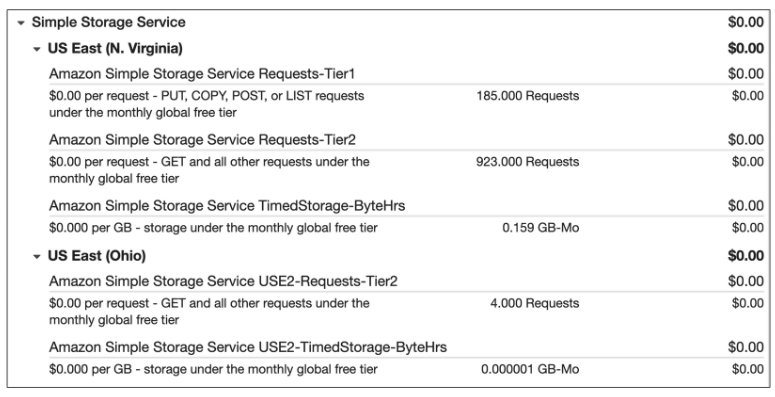 Simple Storage Service $0.00
US East (N. Virginia) $0.00
Amazon Simple Storage Service Requests-Tier1 $0.00
$0.00 per request - PUT, COPY, POST, or LIST requests 185.000 Requests $0.00
under the monthly global free tier
Amazon Simple Storage Service Requests-Tier2 $0.00
$0.00 per request - GET and all other requests under the 923.000 Requests $0.00
monthly global free tier
Amazon Simple Storage Service TimedStorage-ByteHrs $0.00
$0.000 per GB - storage under the monthly global free tier 0.159 GB-Mo $0.00
US East (Ohio) $0.00
Amazon Simple Storage Service USE2-Requests-Tier2 $0.00
$0.00 per request - GET and all other requests under the 4.000 Requests $0.00
monthly global free tier
Amazon Simple Storage Service USE2-TimedStorage-ByteHrs $0.00
$0.000 per GB - storage under the monthly global free tier 0.000001 GB-Mo $0.00